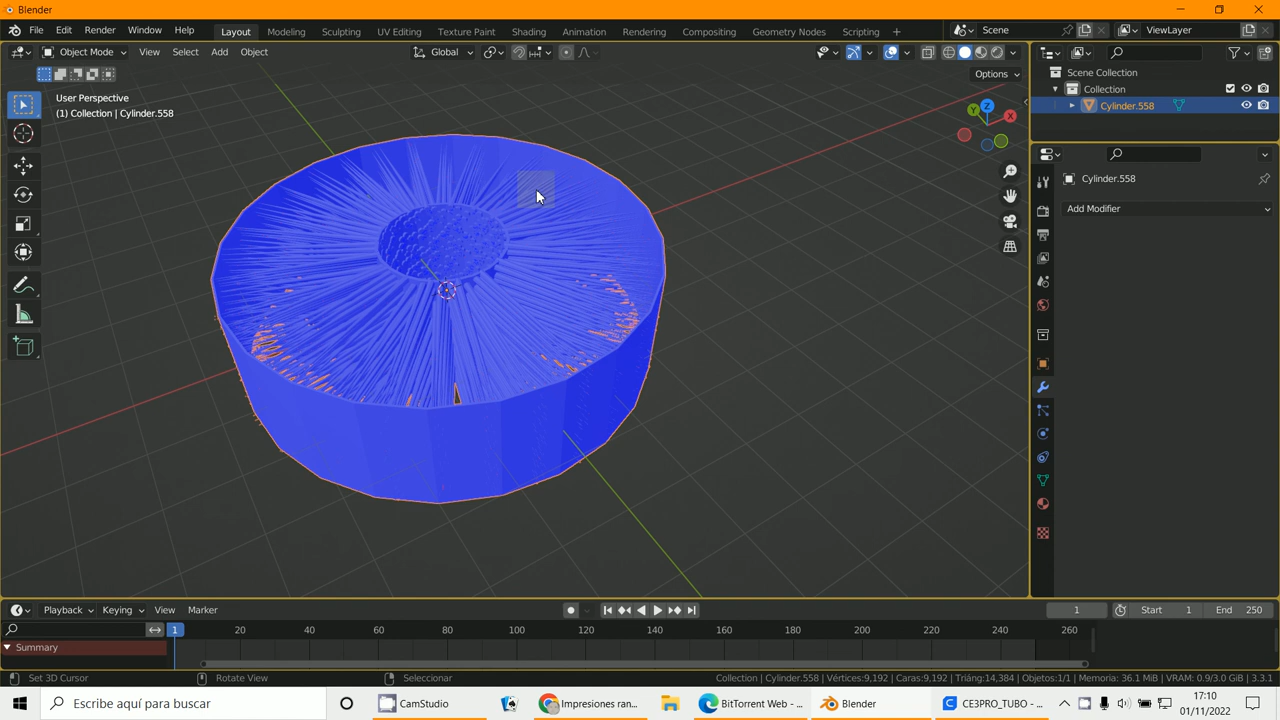 Blender
File Edit Render Window Help Layout Modeling Sculpting UV Editing Texture Paint Shading Animation Rendering Compositing Geometry Nodes Scripting + Scene ViewLayer
Object Mode View Select Add Object Global
Options
User Perspective
(1) Collection | Cylinder.558
X
Y
Z
Scene Collection
Collection
Cylinder.558
Cylinder.558
Add Modifier
Playback Keying View Marker 1 Start 1 End 250
1 20 40 60 80 100 120 140 160 180 200 220 240 260
Summary
Set 3D Cursor Rotate View Seleccionar Collection | Cylinder.558 | Vértices:9,192 | Caras:9,192 | Triáng:14,384 | Objetos:1/1 | Memoria: 36.1 MiB | VRAM: 0.9/3.0 GiB | 3.3.1
Escribe aquí para buscar CamStudio Impresiones ran... BitTorrent Web - ... Blender CE3PRO_TUBO - ... 17:10
01/11/2022